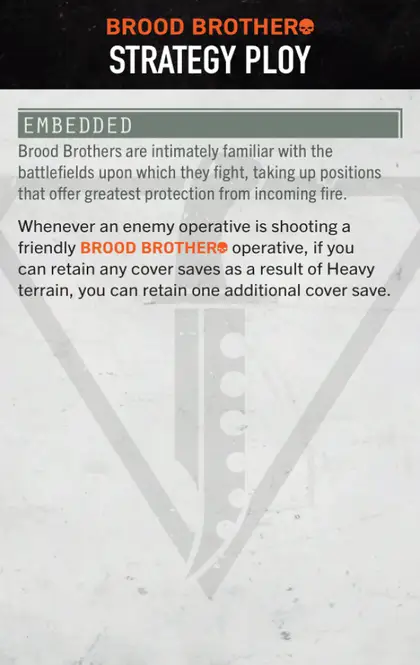 BROOD BROTHER
STRATEGY PLOY
EMBEDDED
Brood Brothers are intimately familiar with the
battlefields upon which they fight, taking up positions
that offer greatest protection from incoming fire.
Whenever an enemy operative is shooting a
friendly BROOD BROTHER operative, if you
can retain any cover saves as a result of Heavy
terrain, you can retain one additional cover save.